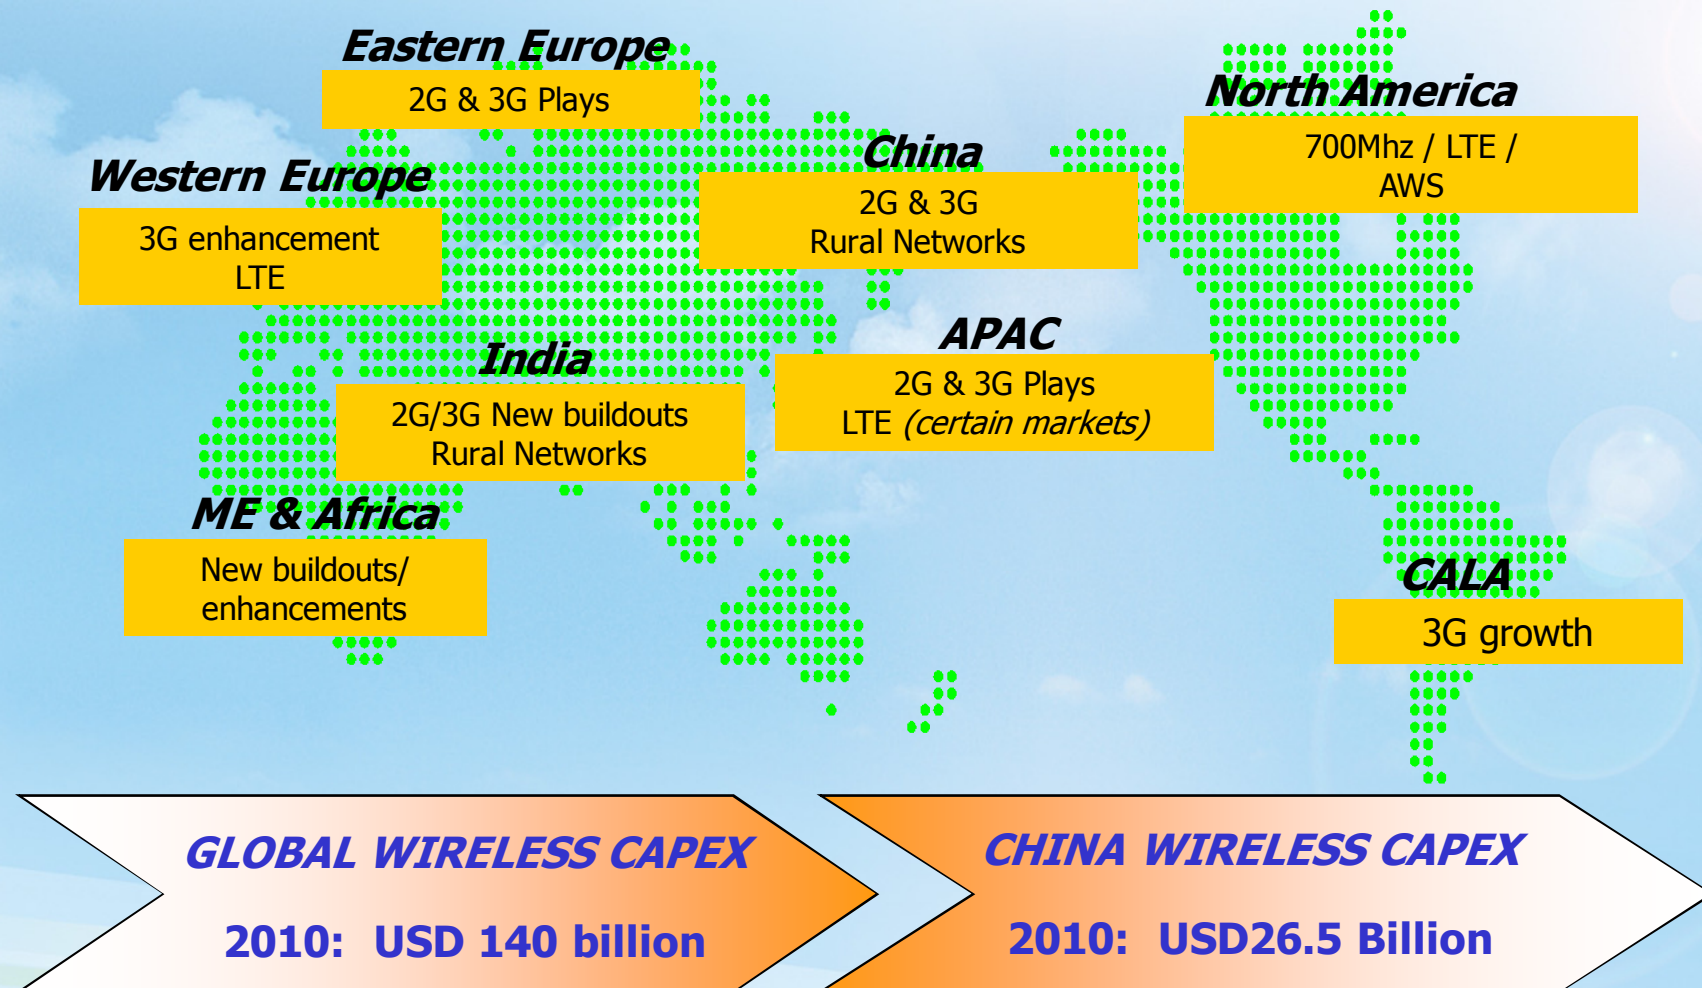 Eastern Europe
2G & 3G Plays
North America
700Mhz / LTE /
AWS
China
2G & 3G
Rural Networks
Western Europe
3G enhancement
LTE
APAC
2G & 3G Plays
LTE (certain markets)
India
2G/3G New buildouts
Rural Networks
ME & Africa
New buildouts/
enhancements
CALA
3G growth
GLOBAL WIRELESS CAPEX
2010: USD 140 billion
CHINA WIRELESS CAPEX
2010: USD26.5 Billion